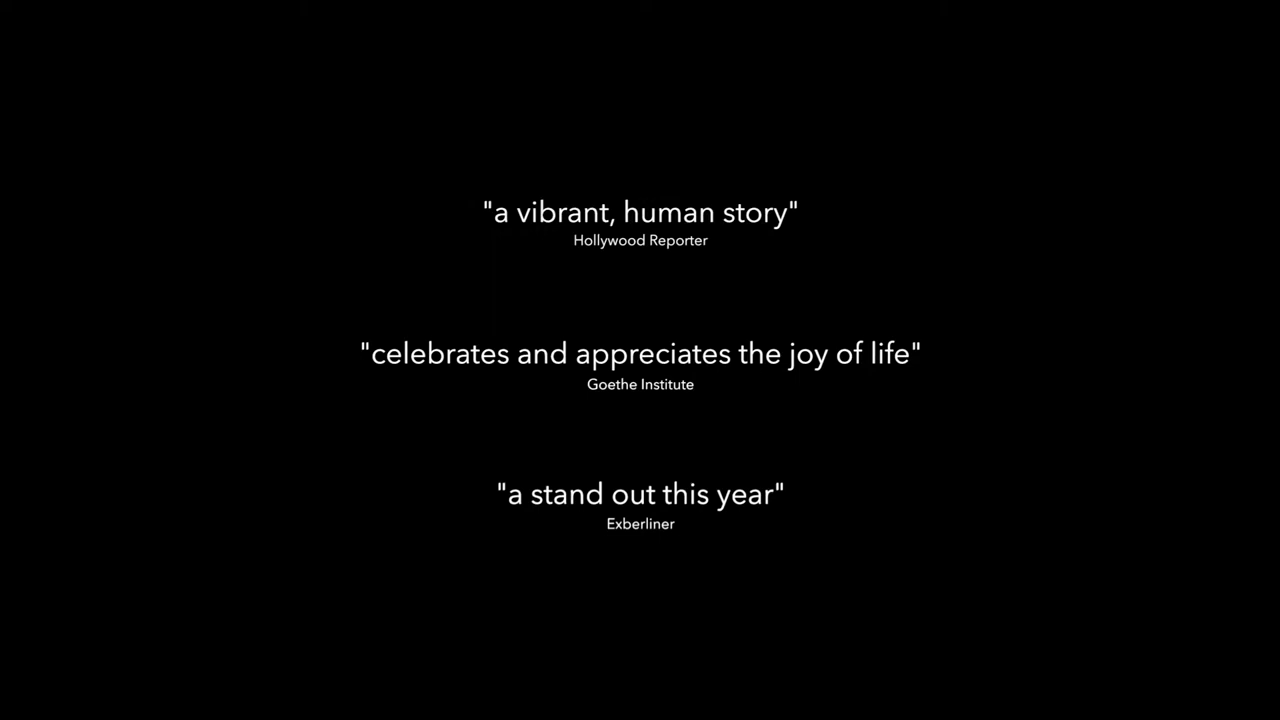 "a vibrant, human story"
Hollywood Reporter
"celebrates and appreciates the joy of life"
Goethe Institute
"a stand out this year"
Exberliner